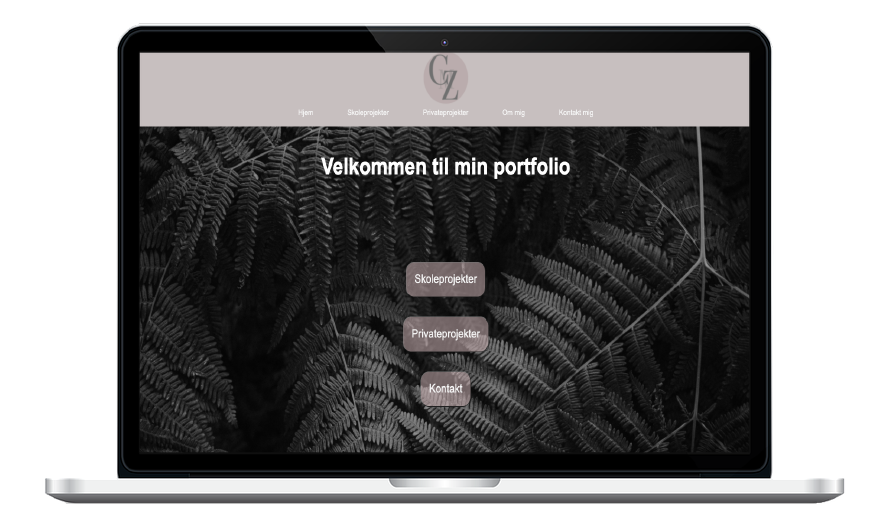 GZ
Hjem Skoleprojekter Privateprojekter Om mig Kontakt mig
Velkommen til min portfolio
Skoleprojekter
Privateprojekter
Kontakt